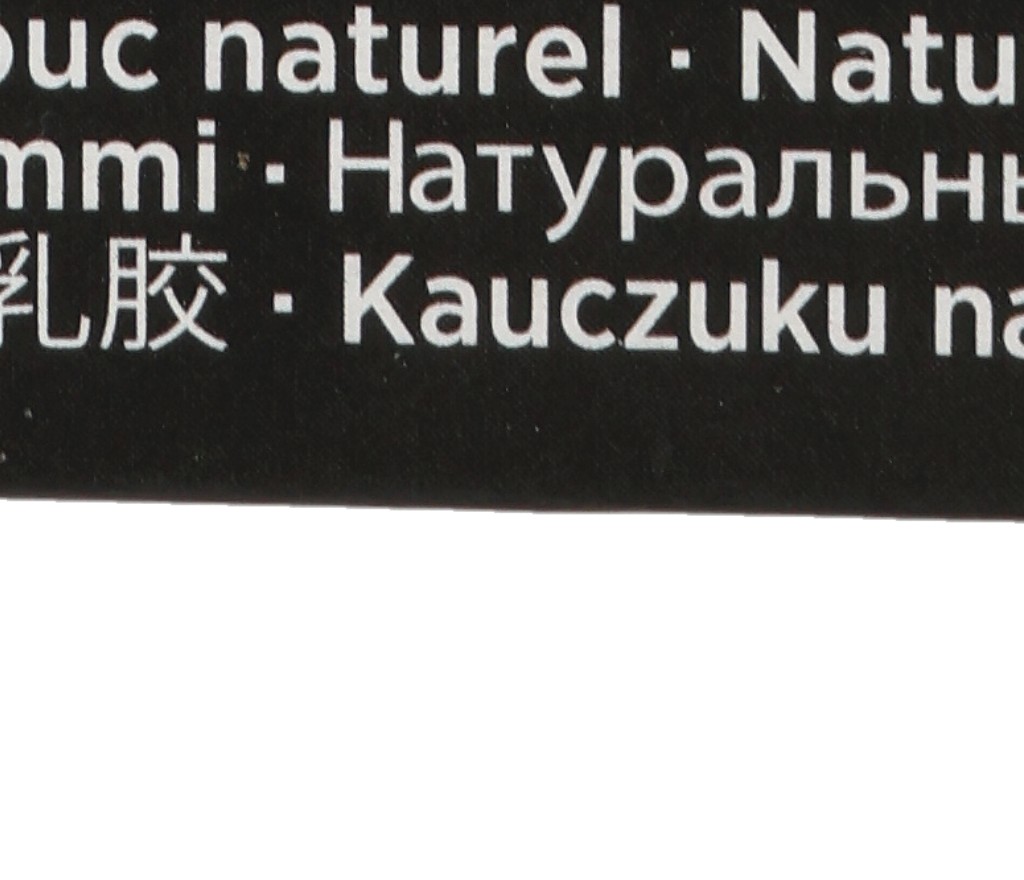 ouc naturel · Natu
mmi · Натуральны
乳胶 · Kauczuku na